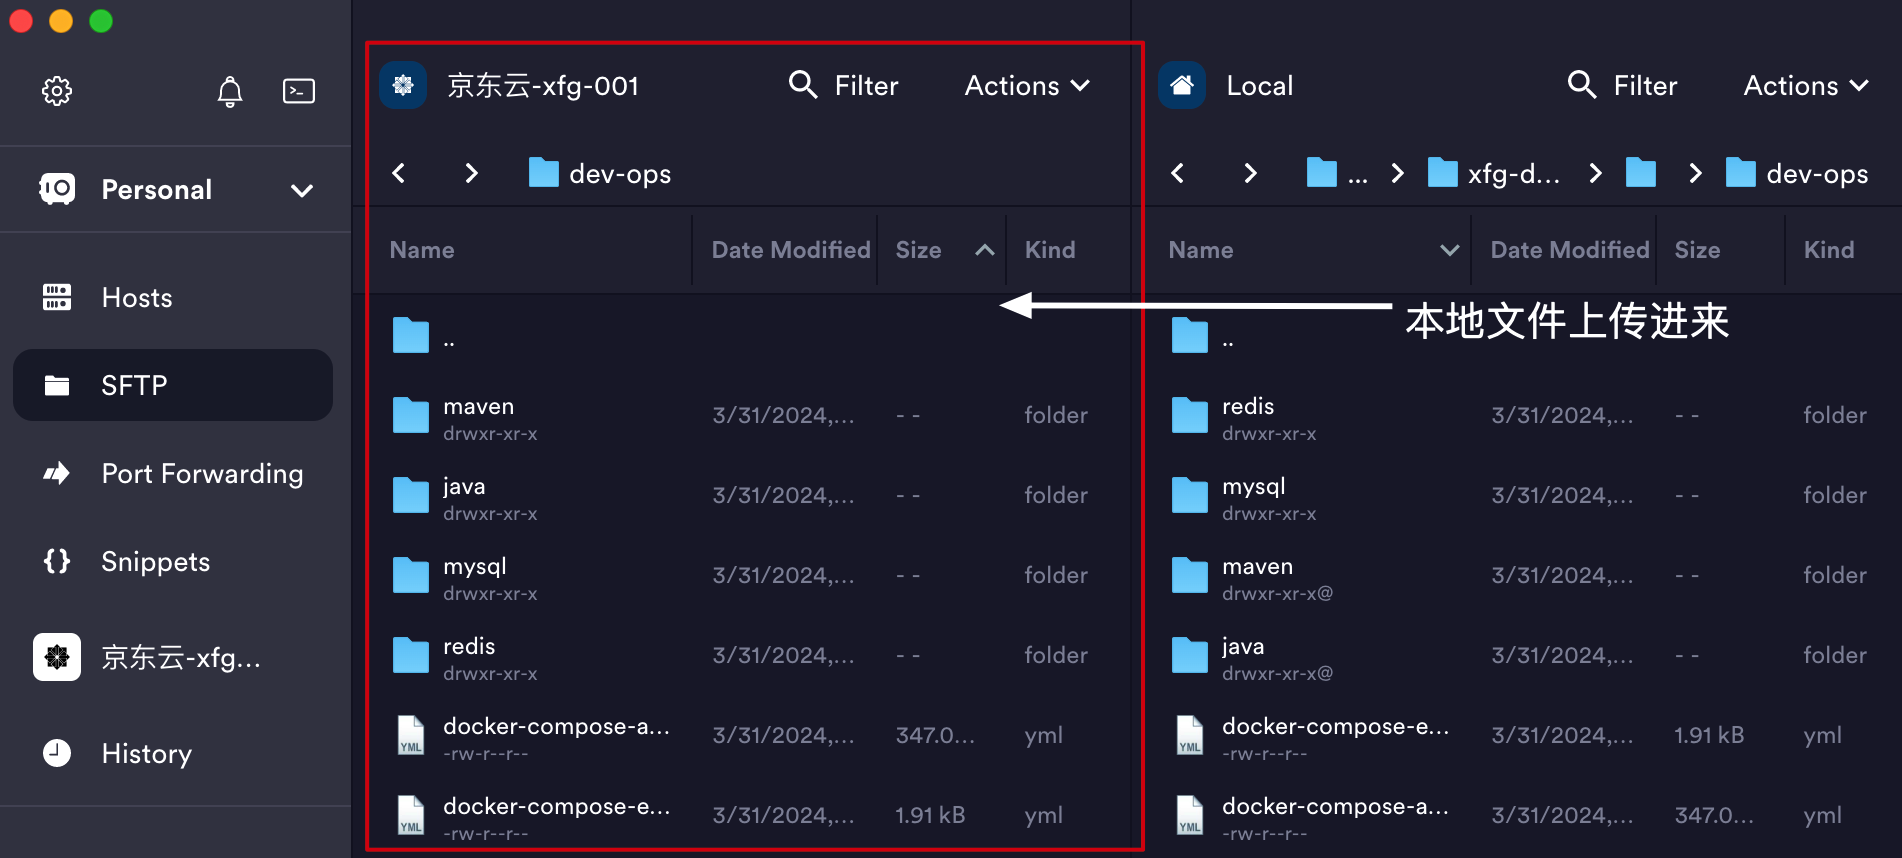 Personal
Hosts
SFTP
Port Forwarding
Snippets
京东云-xfg...
History
京东云-xfg-001
Filter
Actions
dev-ops
Name Date Modified Size Kind
..
maven 3/31/2024,... - - folder
drwxr-xr-x
java 3/31/2024,... - - folder
drwxr-xr-x
mysql 3/31/2024,... - - folder
drwxr-xr-x
redis 3/31/2024,... - - folder
drwxr-xr-x
docker-compose-a... 3/31/2024,... 347.0... yml
-rw-r--r--
docker-compose-e... 3/31/2024,... 1.91 kB yml
-rw-r--r--
Local
Filter
Actions
... xfg-d... dev-ops
Name Date Modified Size Kind
本地文件上传进来
..
redis 3/31/2024,... - - folder
drwxr-xr-x
mysql 3/31/2024,... - - folder
drwxr-xr-x
maven 3/31/2024,... - - folder
drwxr-xr-x@
java 3/31/2024,... - - folder
drwxr-xr-x@
docker-compose-e... 3/31/2024,... 1.91 kB yml
-rw-r--r--
docker-compose-a... 3/31/2024,... 347.0... yml
-rw-r--r--
YML
YML
YML
YML